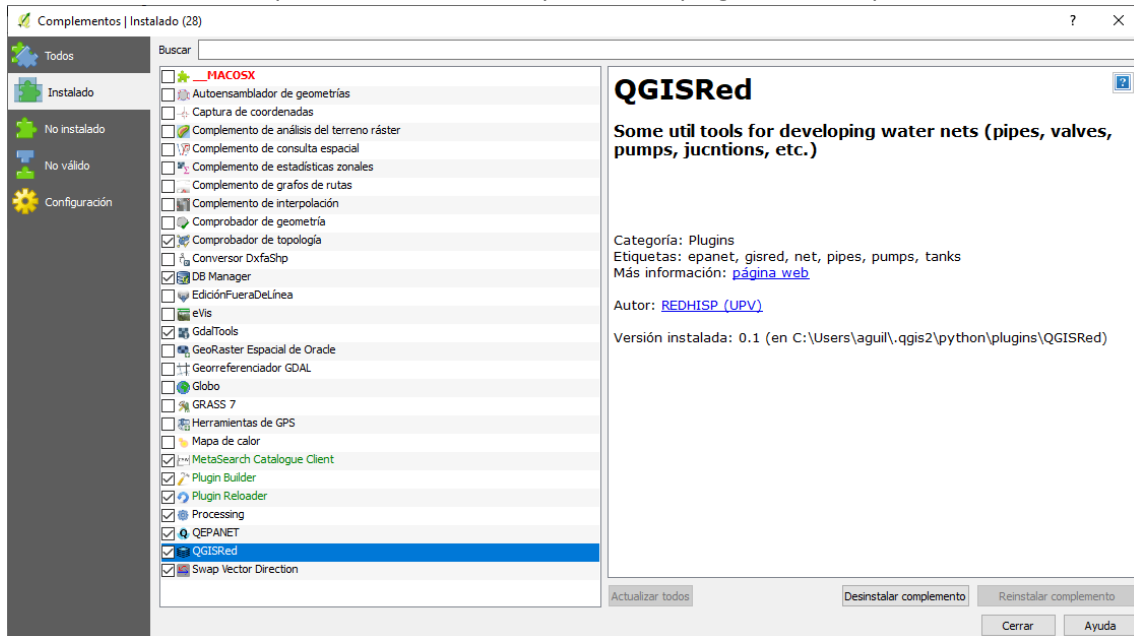 Complementos | Instalado (28)
?
Todos
Instalado
No instalado
No válido
Configuración
Buscar
__MACOSX
Autoensamblador de geometrías
Captura de coordenadas
Complemento de análisis del terreno ráster
Complemento de consulta espacial
Complemento de estadísticas zonales
Complemento de grafos de rutas
Complemento de interpolación
Comprobador de geometría
Comprobador de topología
Conversor DxfaShp
DB Manager
EdiciónFueraDeLínea
eVis
GdalTools
GeoRaster Espacial de Oracle
Georreferenciador GDAL
Globo
GRASS 7
Herramientas de GPS
Mapa de calor
MetaSearch Catalogue Client
Plugin Builder
Plugin Reloader
Processing
QEPANET
QGISRed
Swap Vector Direction
QGISRed
Some util tools for developing water nets (pipes, valves,
pumps, jucntions, etc.)
Categoría: Plugins
Etiquetas: epanet, gisred, net, pipes, pumps, tanks
Más información: página web
Autor: REDHISP (UPV)
Versión instalada: 0.1 (en C:\Users\aguil\.qgis2\python\plugins\QGISRed)
Actualizar todos
Desinstalar complemento
Reinstalar complemento
Cerrar
Ayuda